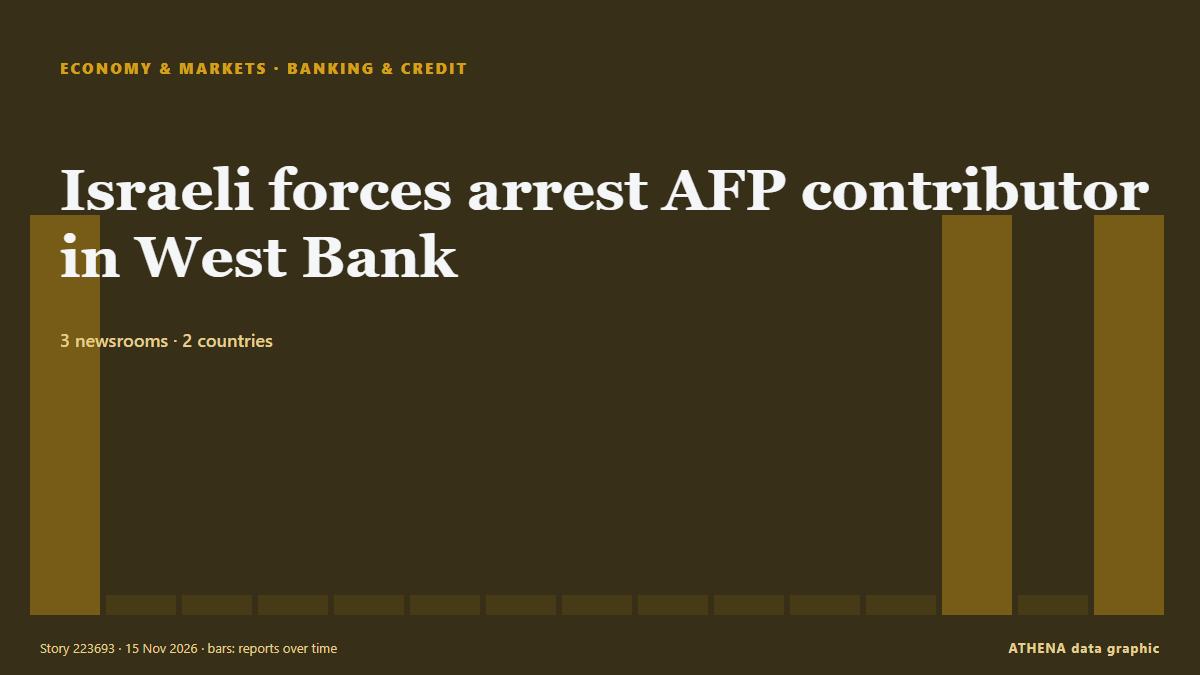 ECONOMY & MARKETS · BANKING & CREDIT
Israeli forces arrest AFP contributor
in West Bank
3 newsrooms · 2 countries
Story 223693 · 15 Nov 2026 · bars: reports over time
ATHENA data graphic